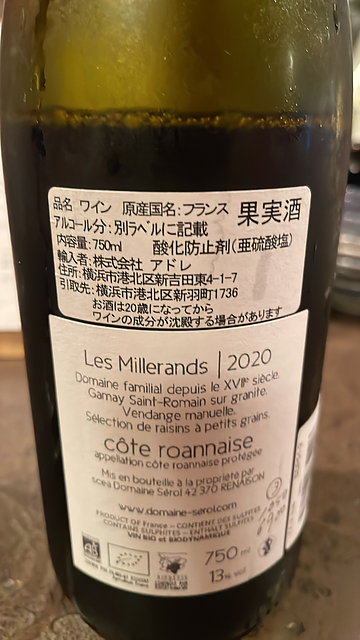 品名 ワイン 原産国名:フランス 果実酒
アルコール分:別ラベルに記載
内容量:750ml 酸化防止剤(亜硫酸塩)
輸入者:株式会社 アドレ
住所:横浜市港北区新吉田東4-1-7
引取先:横浜市港北区新羽町1736
お酒は20歳になってから
ワインの成分が沈殿する場合があります
Les Millerands | 2020
Domaine familial depuis le XVIIe siècle.
Gamay Saint-Romain sur granite.
Vendange manuelle.
Sélection de raisins à petits grains.
côte roannaise
appellation côte roannaise protégée
Mis en bouteille à la propriété par
scea Domaine Sérol 42 370 RENAISON
www.domaine-serol.com
PRODUCT OF France – CONTIENT DES SULFITES
CONTAINS SULPHITES – ENTHALT SULFITE
VIN BIO et BIODYNAMIQUE
AB
750 ml
13% vol